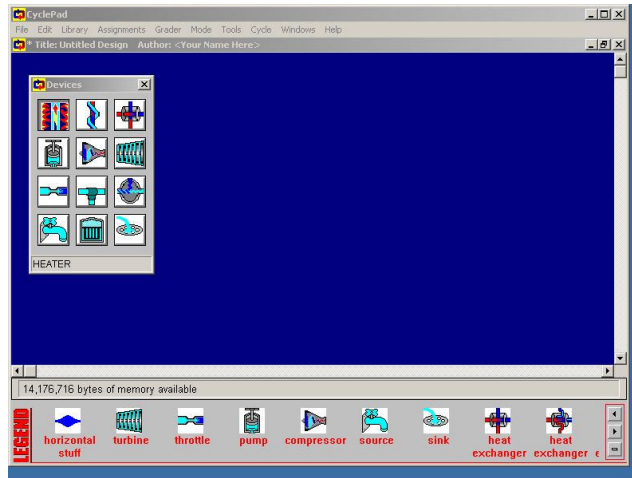 CyclePad
File Edit Library Assignments Grader Mode Tools Cycle Windows Help
* Title: Untitled Design Author: <Your Name Here>
Devices
HEATER
14,176,716 bytes of memory available
LEGEND
horizontal stuff
turbine
throttle
pump
compressor
source
sink
heat exchanger
heat exchanger